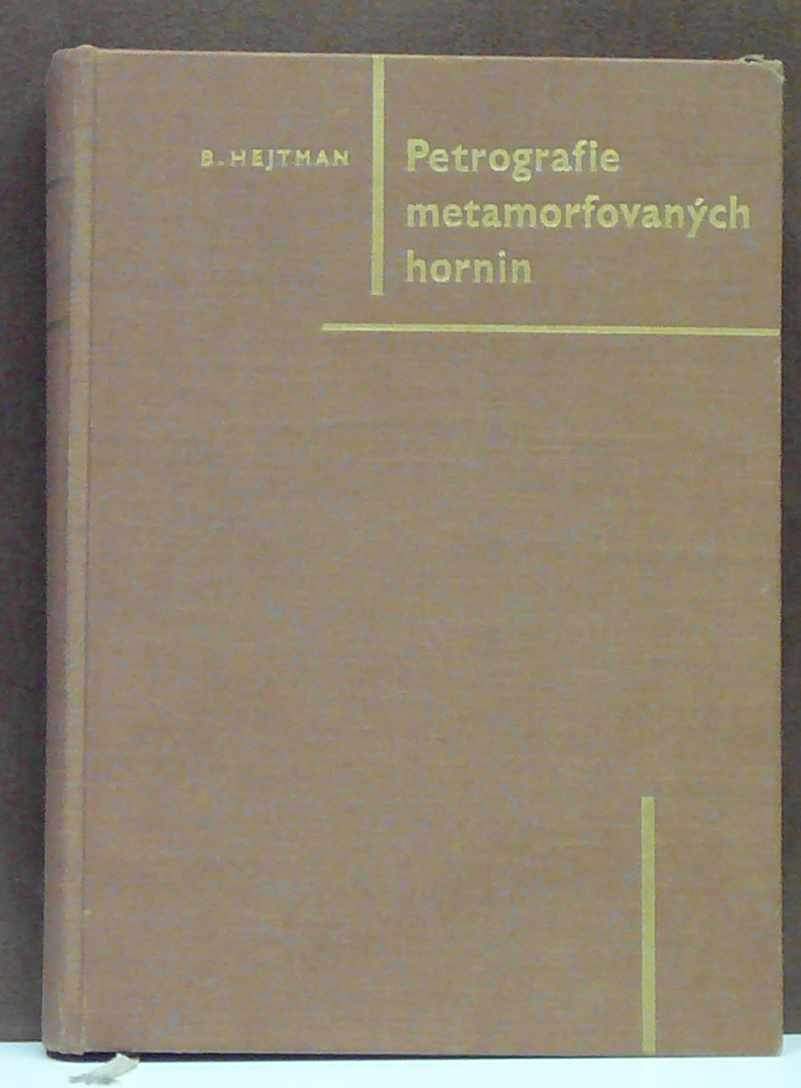 B. HEJTMAN
Petrografie
metamorfovaných
hornin